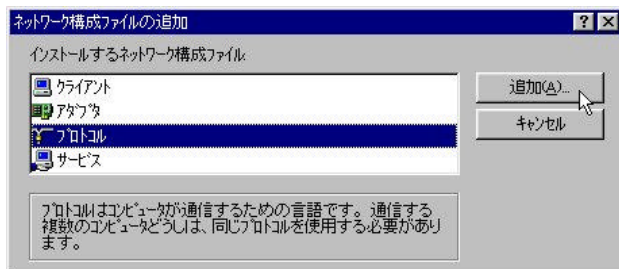 ネットワーク構成ファイルの追加
インストールするネットワーク構成ファイル:
クライアント
アダプタ
プロトコル
サービス
追加(A)...
キャンセル
プロトコルはコンピュータが通信するための言語です。通信する
複数のコンピュータどうしは、同じプロトコルを使用する必要があり
ます。